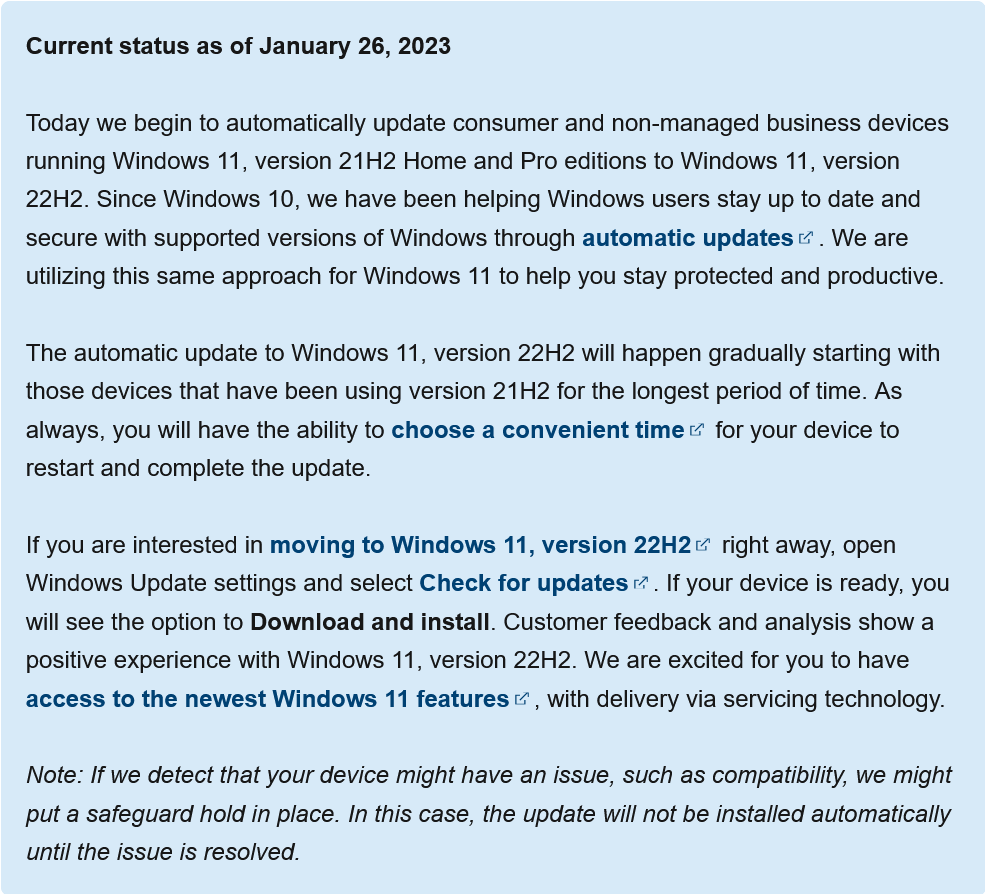 Current status as of January 26, 2023
Today we begin to automatically update consumer and non-managed business devices
running Windows 11, version 21H2 Home and Pro editions to Windows 11, version
22H2. Since Windows 10, we have been helping Windows users stay up to date and
secure with supported versions of Windows through automatic updates . We are
utilizing this same approach for Windows 11 to help you stay protected and productive.
The automatic update to Windows 11, version 22H2 will happen gradually starting with
those devices that have been using version 21H2 for the longest period of time. As
always, you will have the ability to choose a convenient time for your device to
restart and complete the update.
If you are interested in moving to Windows 11, version 22H2 right away, open
Windows Update settings and select Check for updates . If your device is ready, you
will see the option to Download and install. Customer feedback and analysis show a
positive experience with Windows 11, version 22H2. We are excited for you to have
access to the newest Windows 11 features , with delivery via servicing technology.
Note: If we detect that your device might have an issue, such as compatibility, we might
put a safeguard hold in place. In this case, the update will not be installed automatically
until the issue is resolved.